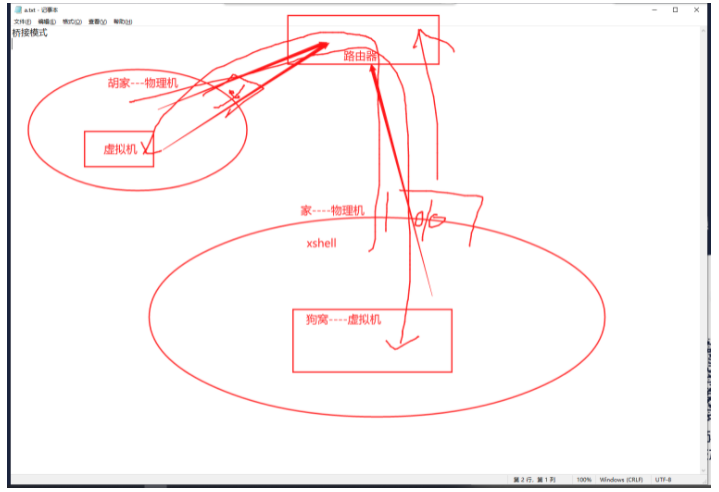 a.txt - 记事本
文件(F) 编辑(E) 格式(O) 查看(V) 帮助(H)
桥接模式
路由器
胡家---物理机
虚拟机
家----物理机
xshell
狗窝----虚拟机
第 2 行，第 1 列 100% Windows (CRLF) UTF-8